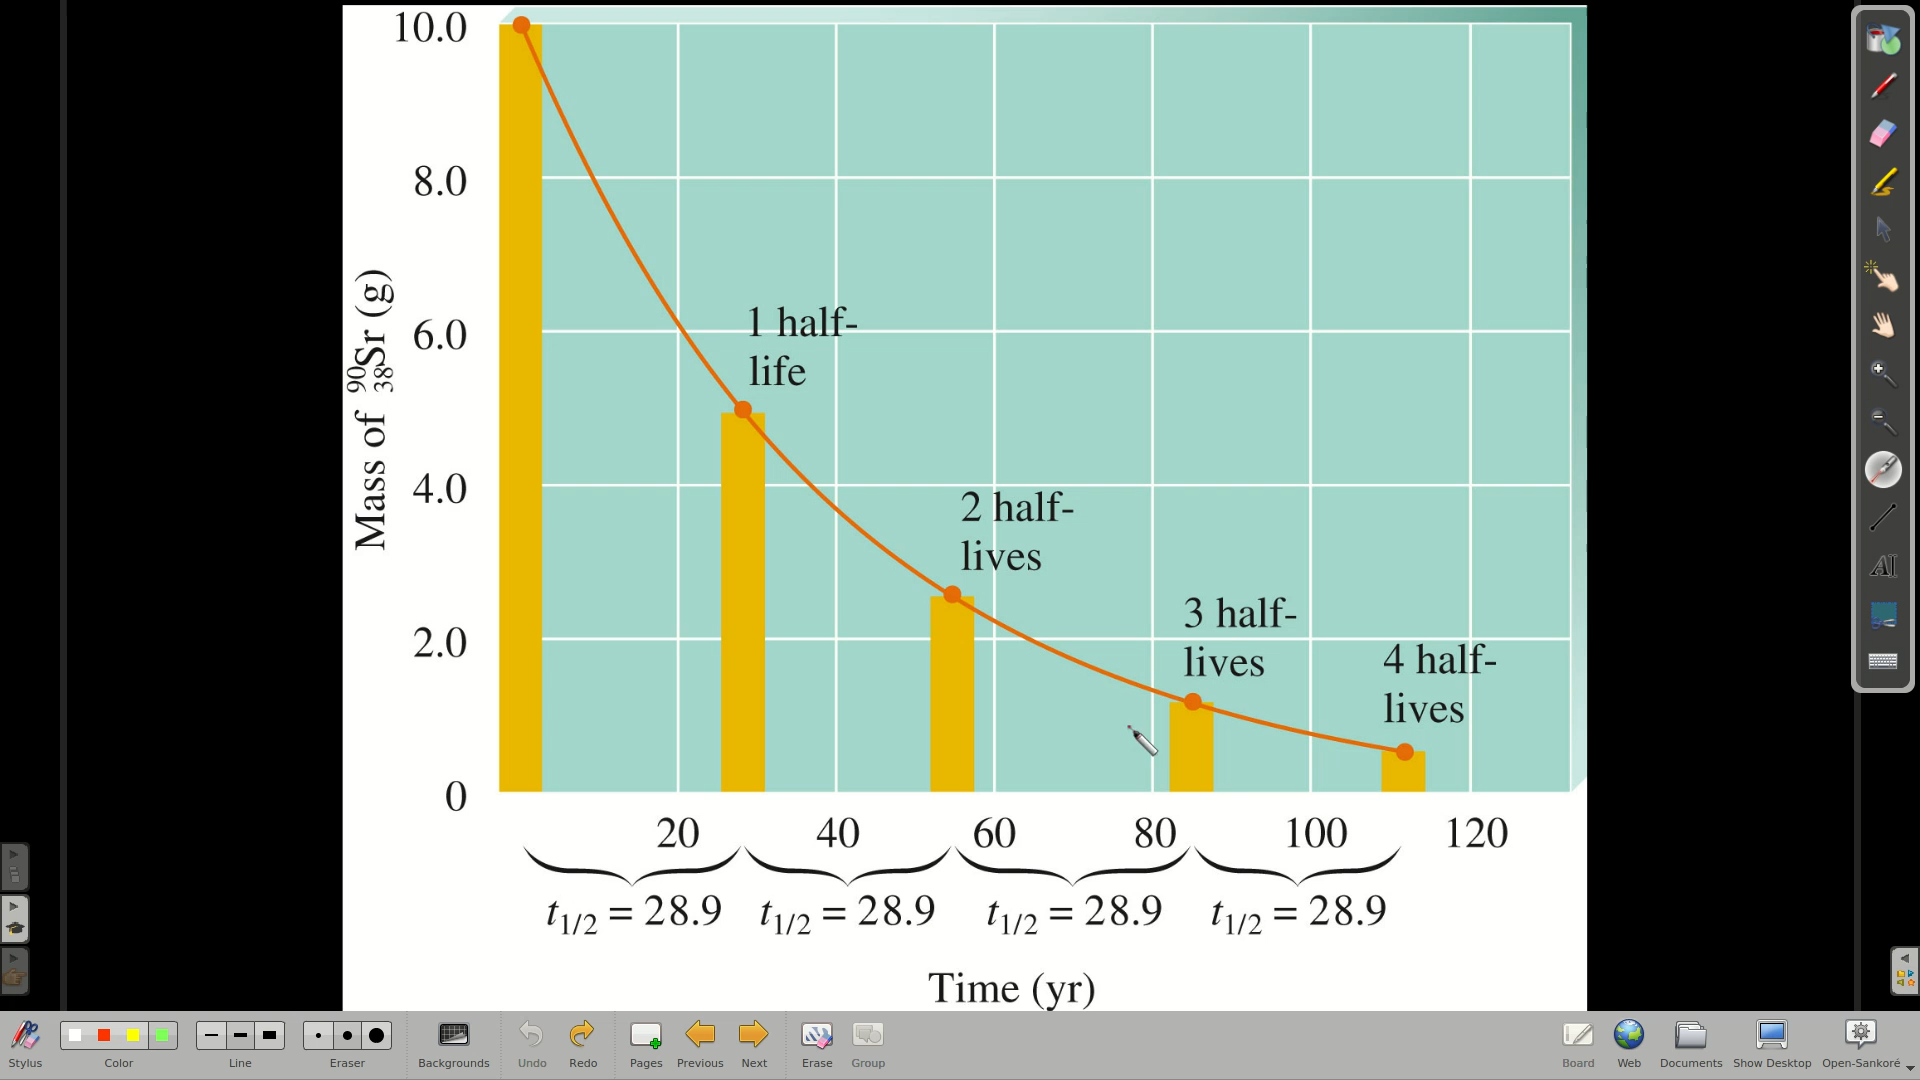 10.0
8.0
6.0
4.0
2.0
0
Mass of ⁹⁰₃₈Sr (g)
1 half-
life
2 half-
lives
3 half-
lives
4 half-
lives
20 40 60 80 100 120
t1/2 = 28.9 t1/2 = 28.9 t1/2 = 28.9 t1/2 = 28.9
Time (yr)
AI
Stylus Color Line Eraser Backgrounds Undo Redo Pages Previous Next Erase Group Board Web Documents Show Desktop Open-Sankoré